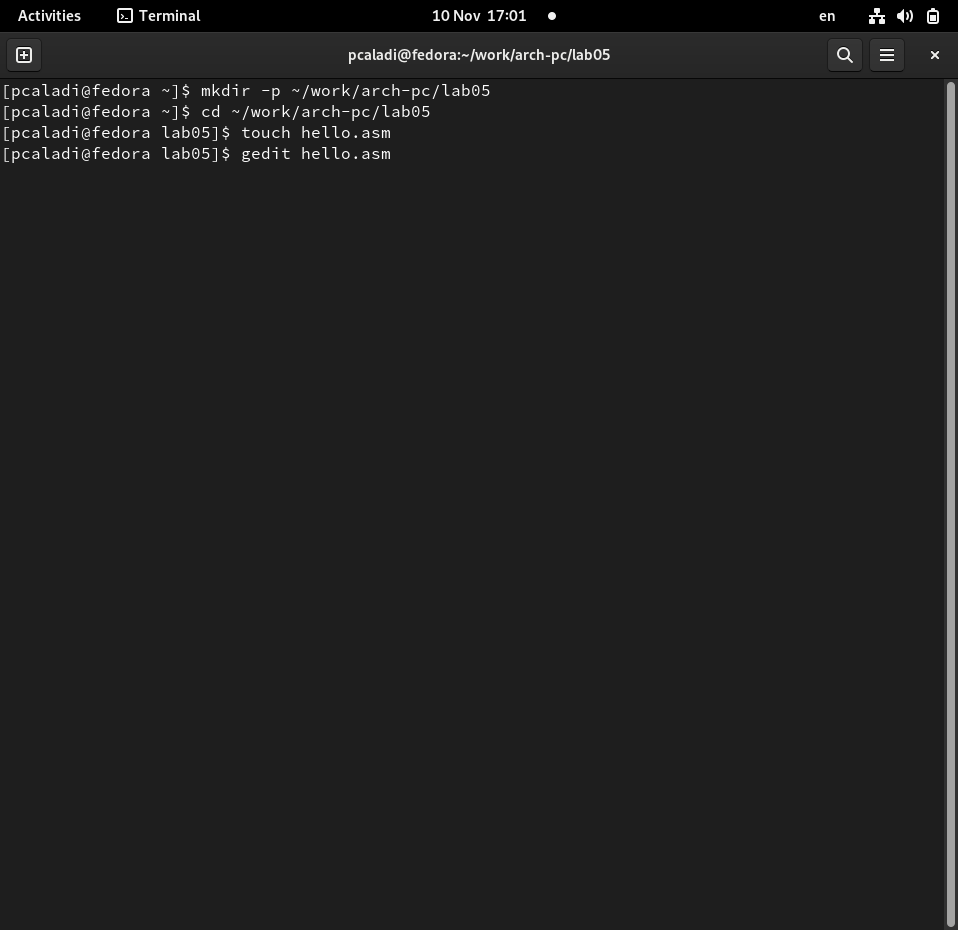 Activities Terminal 10 Nov 17:01 en
pcaladi@fedora:~/work/arch-pc/lab05
[pcaladi@fedora ~]$ mkdir -p ~/work/arch-pc/lab05
[pcaladi@fedora ~]$ cd ~/work/arch-pc/lab05
[pcaladi@fedora lab05]$ touch hello.asm
[pcaladi@fedora lab05]$ gedit hello.asm